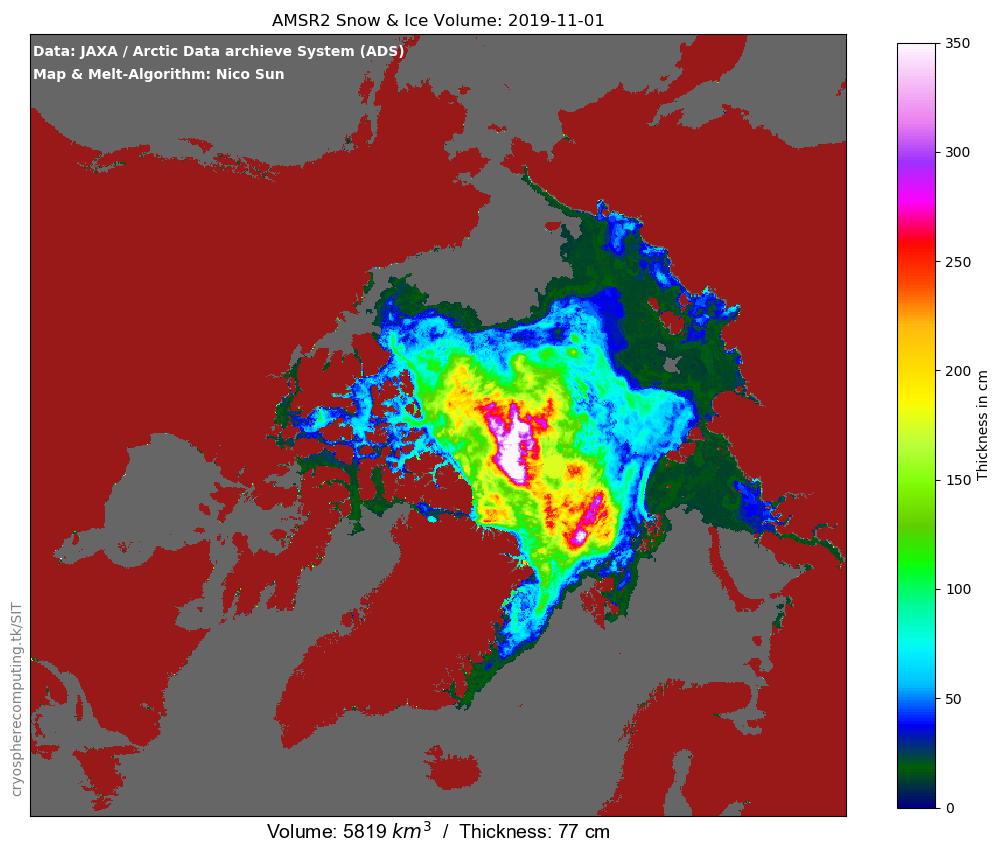 AMSR2 Snow & Ice Volume: 2019-11-01
Data: JAXA / Arctic Data archieve System (ADS)
Map & Melt-Algorithm: Nico Sun
350
300
250
200
150
100
50
0
Thickness in cm
cryospherecomputing.tk/SIT
Volume: 5819 km³ / Thickness: 77 cm